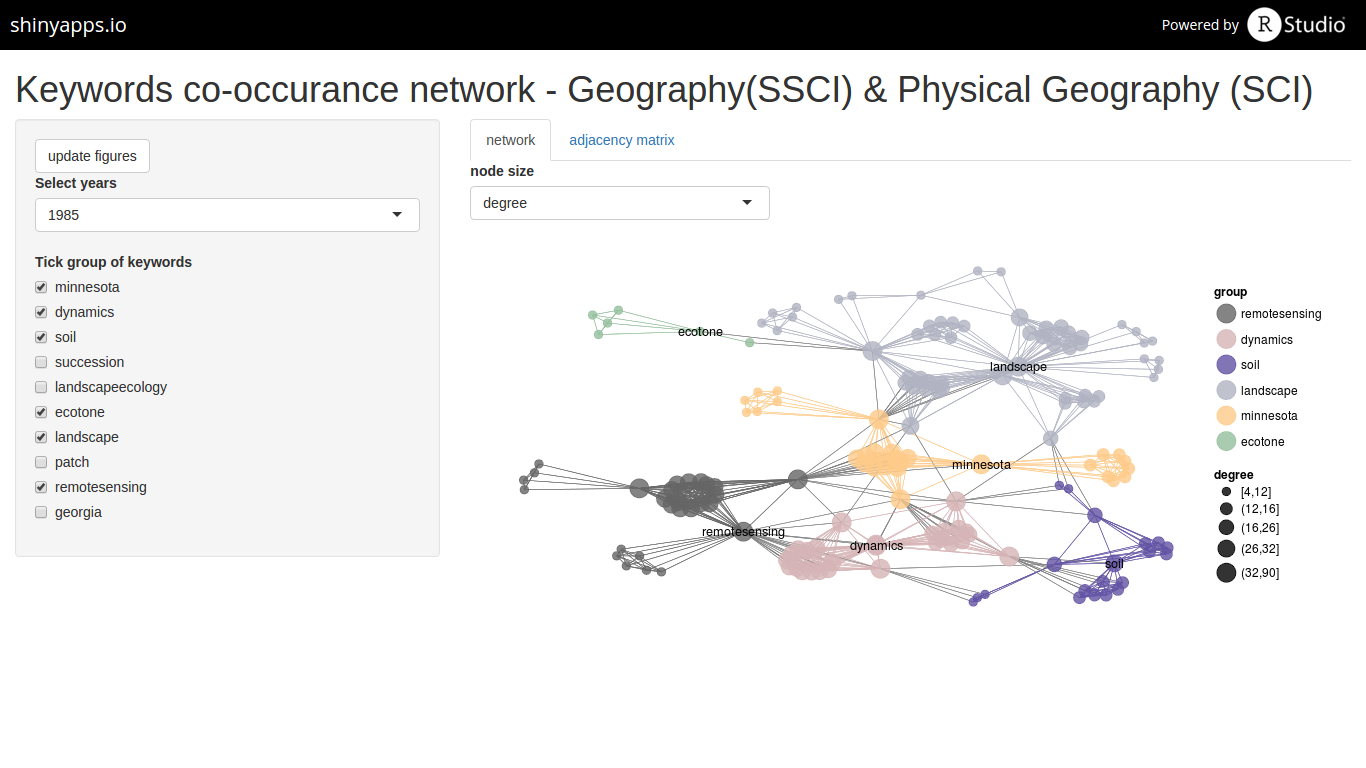 shinyapps.io
Powered by R Studio
Keywords co-occurance network - Geography(SSCI) & Physical Geography (SCI)
update figures
Select years
1985
Tick group of keywords
minnesota
dynamics
soil
succession
landscapeecology
ecotone
landscape
patch
remotesensing
georgia
network
adjacency matrix
node size
degree
ecotone
landscape
minnesota
remotesensing
dynamics
soil
group
remotesensing
dynamics
soil
landscape
minnesota
ecotone
degree
[4,12]
(12,16]
(16,26]
(26,32]
(32,90]